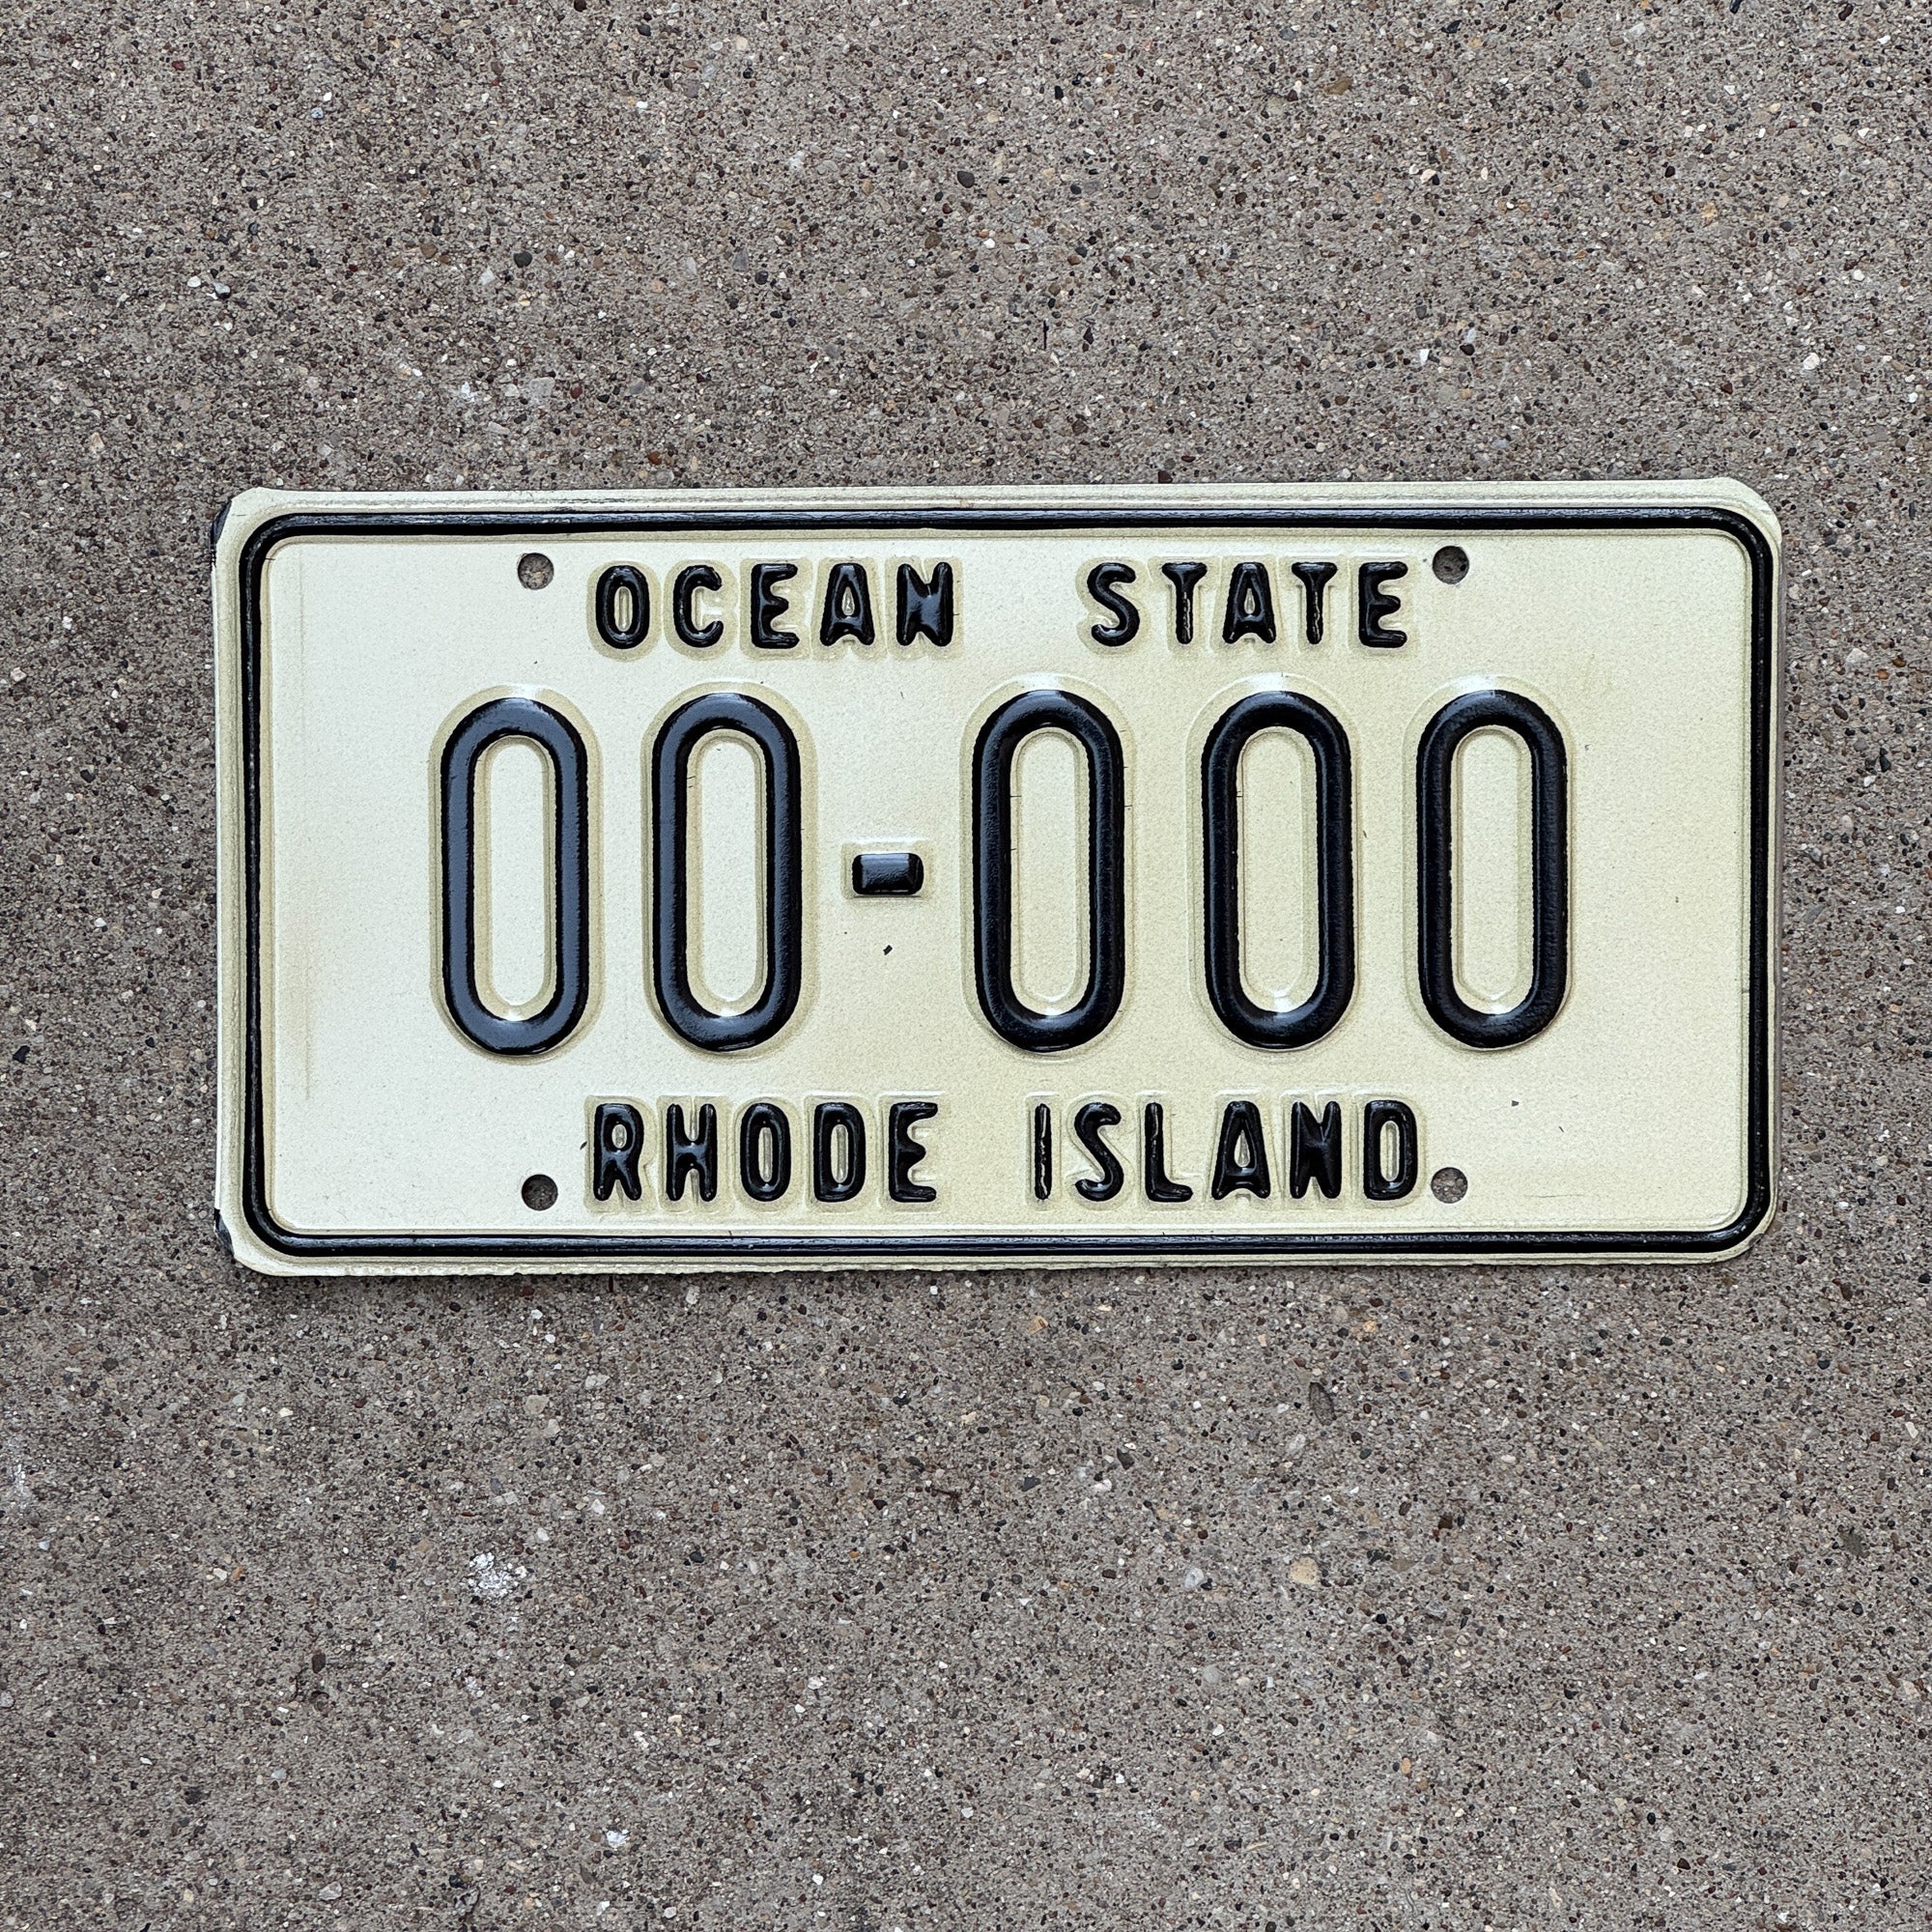 OCEAN STATE
00-000
RHODE ISLAND